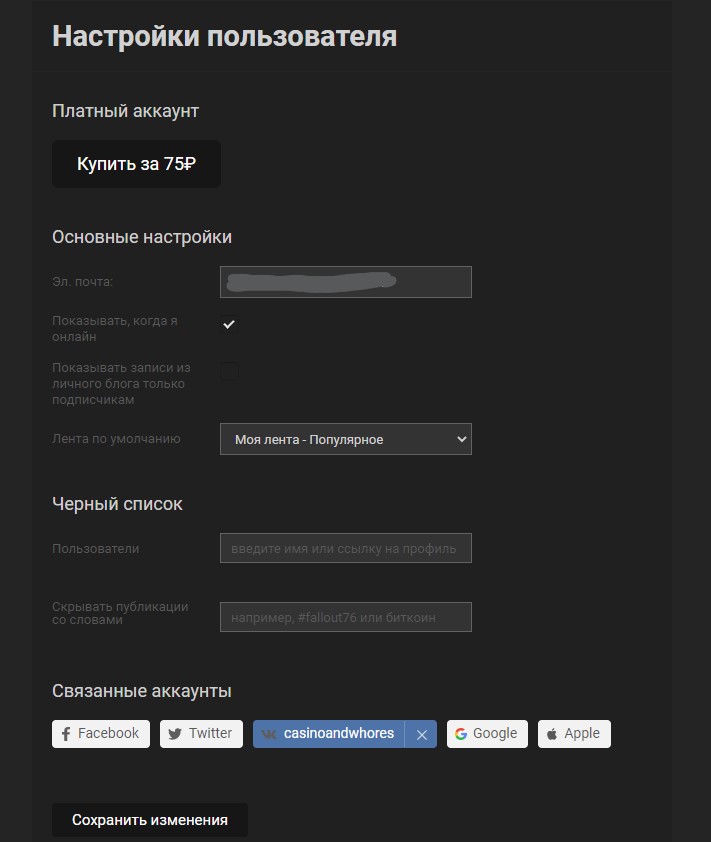 Настройки пользователя
Платный аккаунт
Купить за 75₽
Основные настройки
Эл. почта:
Показывать, когда я
онлайн
Показывать записи из
личного блога только
подписчикам
Лента по умолчанию
Моя лента - Популярное
Черный список
Пользователи
введите имя или ссылку на профиль
Скрывать публикации
со словами
например, #fallout76 или биткоин
Связанные аккаунты
Facebook Twitter casinoandwhores Google Apple
Сохранить изменения